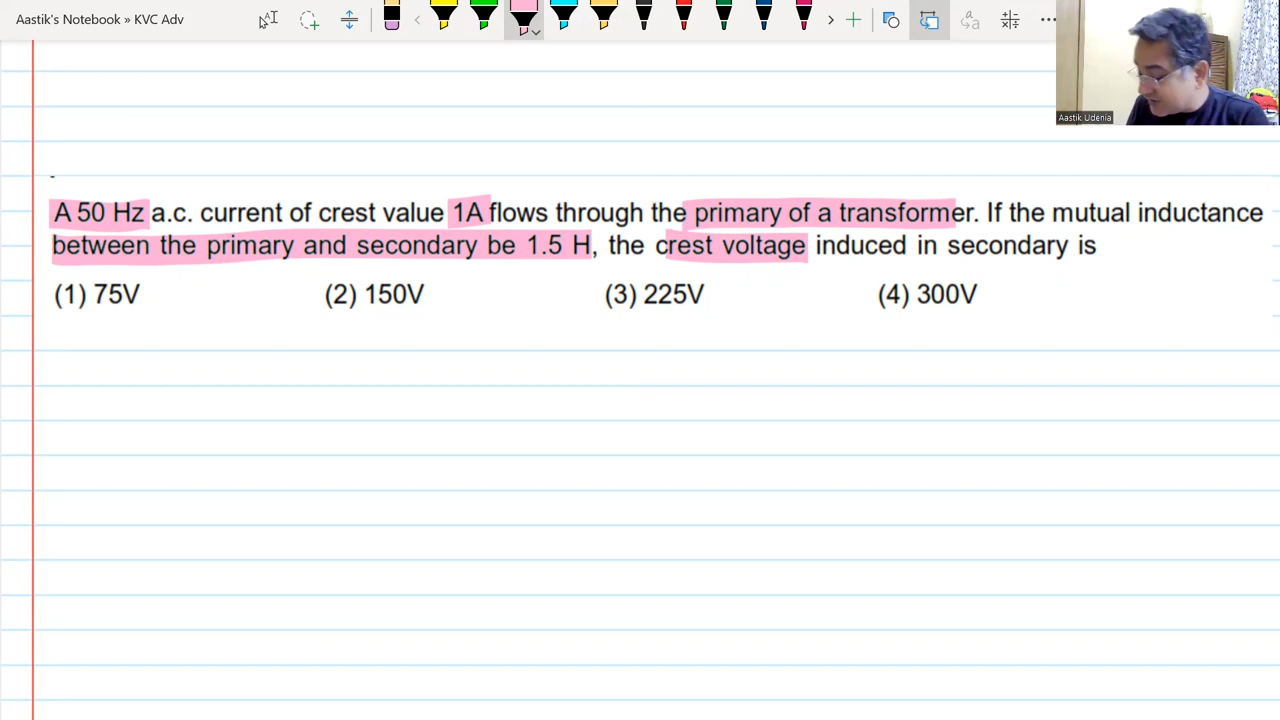 Aastik's Notebook » KVC Adv
Aastik Udenia
A 50 Hz a.c. current of crest value 1A flows through the primary of a transformer. If the mutual inductance
between the primary and secondary be 1.5 H, the crest voltage induced in secondary is
(1) 75V (2) 150V (3) 225V (4) 300V